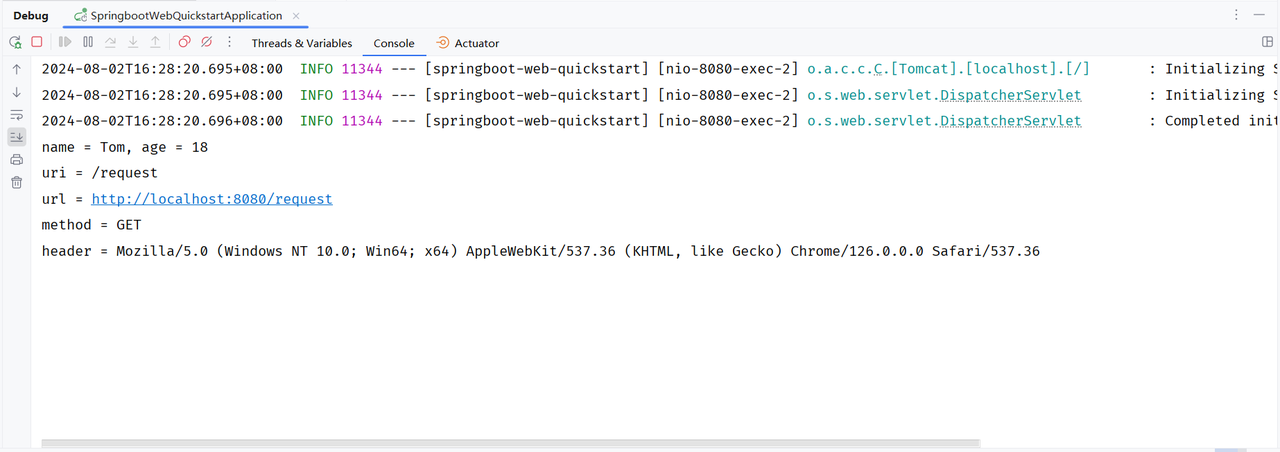 Debug SpringbootWebQuickstartApplication
Threads & Variables Console Actuator
2024-08-02T16:28:20.695+08:00  INFO 11344 --- [springboot-web-quickstart] [nio-8080-exec-2] o.a.c.c.C.[Tomcat].[localhost].[/]       : Initializing S
2024-08-02T16:28:20.695+08:00  INFO 11344 --- [springboot-web-quickstart] [nio-8080-exec-2] o.s.web.servlet.DispatcherServlet        : Initializing S
2024-08-02T16:28:20.696+08:00  INFO 11344 --- [springboot-web-quickstart] [nio-8080-exec-2] o.s.web.servlet.DispatcherServlet        : Completed init
name = Tom, age = 18
uri = /request
url = http://localhost:8080/request
method = GET
header = Mozilla/5.0 (Windows NT 10.0; Win64; x64) AppleWebKit/537.36 (KHTML, like Gecko) Chrome/126.0.0.0 Safari/537.36